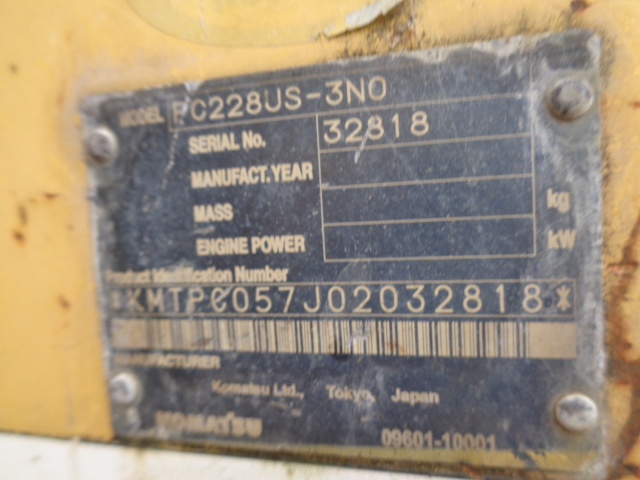 MODEL PC228US-3N0
SERIAL No. 32818
MANUFACT. YEAR
MASS kg
ENGINE POWER kW
Product Identification Number
*KMTPC057J02032818*
MANUFACTURER
Komatsu Ltd., Tokyo, Japan
KOMATSU
09601-10001